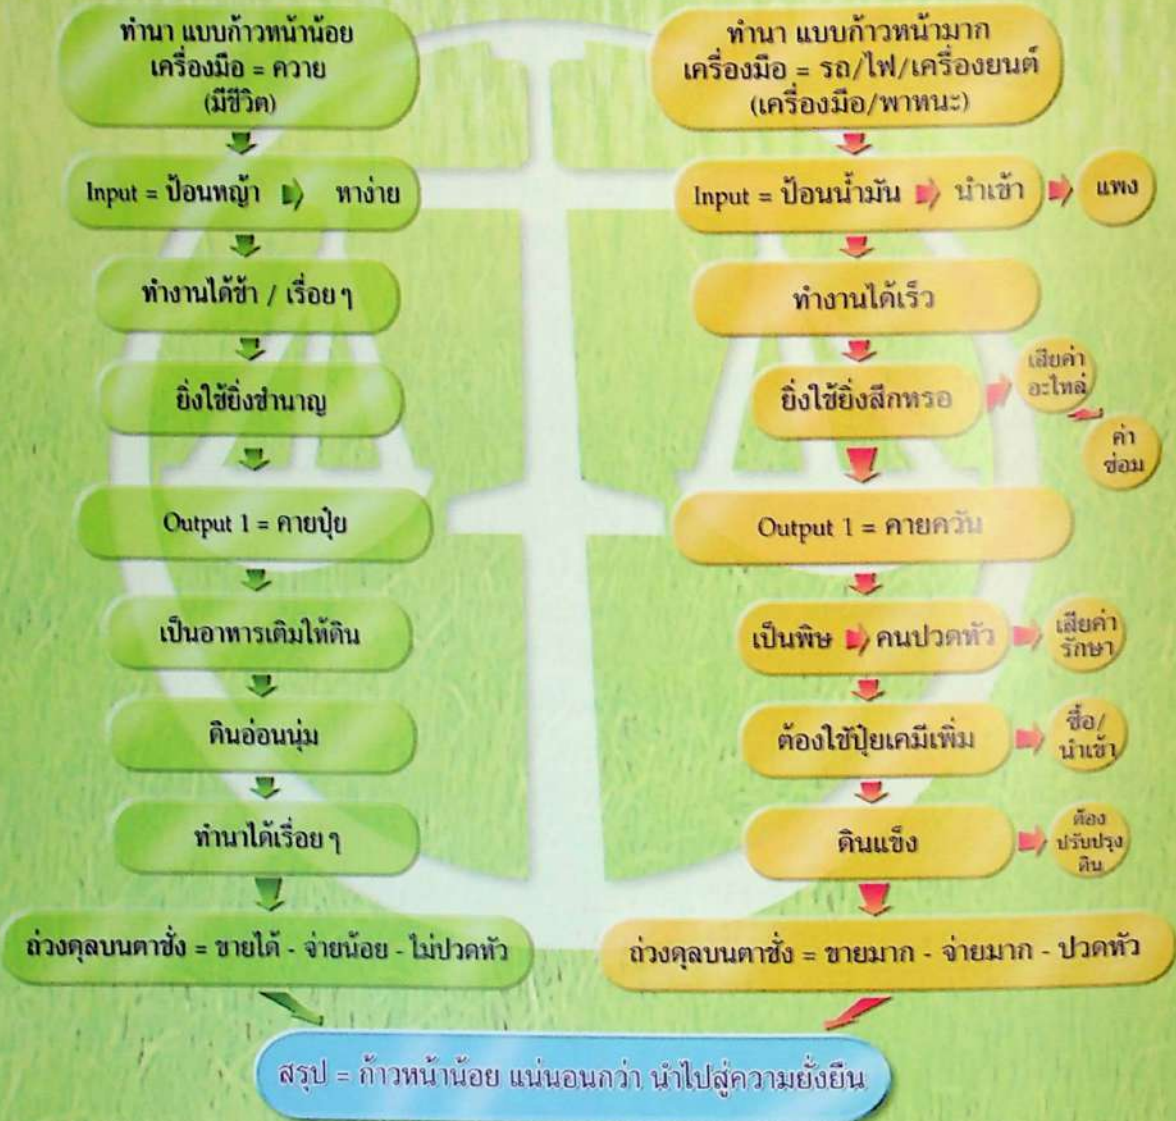 ทำนา แบบก้าวหน้าน้อย
เครื่องมือ = ควาย
(มีชีวิต)
Input = ป้อนหญ้า หาง่าย
ทำงานได้ช้า / เรื่อยๆ
ยิ่งใช้ยิ่งชำนาญ
Output 1 = คายปุ๋ย
เป็นอาหารเติมให้ดิน
ดินอ่อนนุ่ม
ทำนาได้เรื่อยๆ
ถ่วงดุลบนตาชั่ง = ขายได้ - จ่ายน้อย - ไม่ปวดหัว
ทำนา แบบก้าวหน้ามาก
เครื่องมือ = รถ/ไฟ/เครื่องยนต์
(เครื่องมือ/พาหนะ)
Input = ป้อนน้ำมัน นำเข้า แพง
ทำงานได้เร็ว
ยิ่งใช้ยิ่งสึกหรอ
เสียค่า
อะไหล่
ค่า
ซ่อม
Output 1 = คายควัน
เป็นพิษ คนปวดหัว
เสียค่า
รักษา
ต้องใช้ปุ๋ยเคมีเพิ่ม
ซื้อ/
นำเข้า
ดินแข็ง
ต้อง
ปรับปรุง
ดิน
ถ่วงดุลบนตาชั่ง = ขายมาก - จ่ายมาก - ปวดหัว
สรุป = ก้าวหน้าน้อย แน่นอนกว่า นำไปสู่ความยั่งยืน